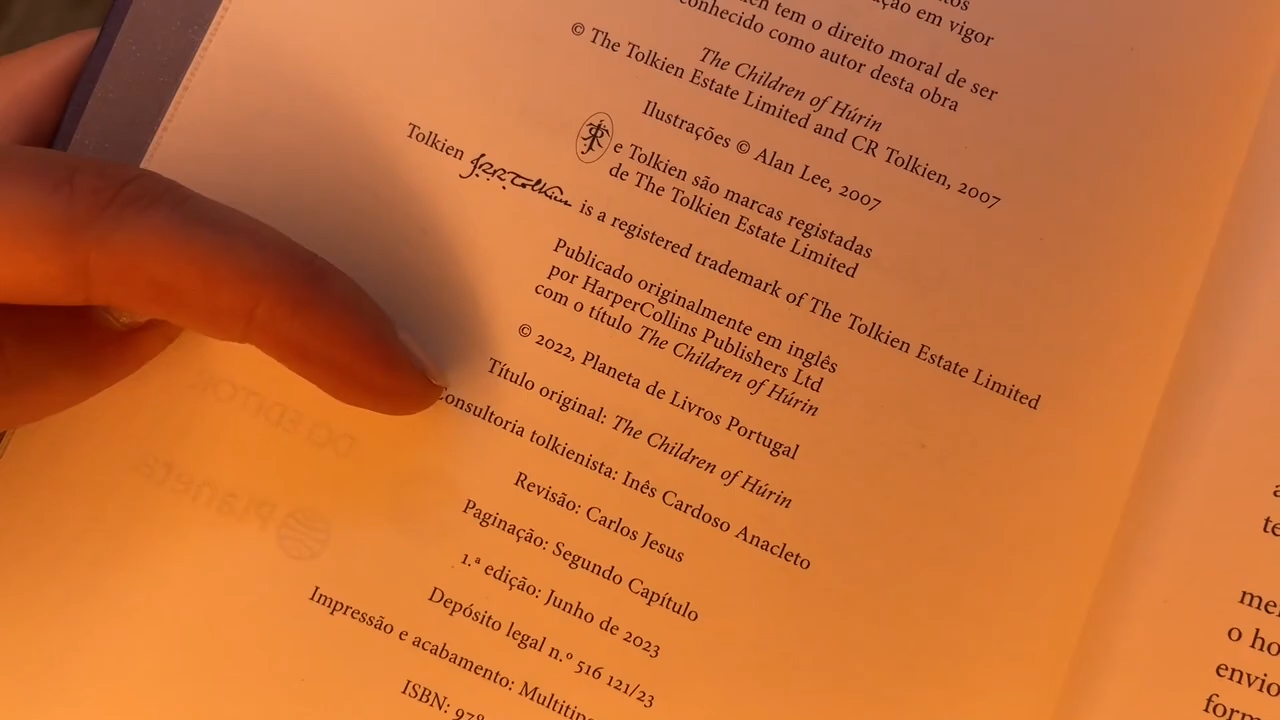 em vigor
tem o direito moral de ser
conhecido como autor desta obra
The Children of Húrin
© The Tolkien Estate Limited and CR Tolkien, 2007
Ilustrações © Alan Lee, 2007
e Tolkien são marcas registadas
de The Tolkien Estate Limited
Tolkien J.R.R. Tolkien is a registered trademark of The Tolkien Estate Limited
Publicado originalmente em inglês
por HarperCollins Publishers Ltd
com o título The Children of Húrin
© 2022, Planeta de Livros Portugal
Título original: The Children of Húrin
Consultoria tolkienista: Inês Cardoso Anacleto
Revisão: Carlos Jesus
Paginação: Segundo Capítulo
1.ª edição: Junho de 2023
Depósito legal n.º 516 121/23
Impressão e acabamento:
ISBN: 978
Planeta
o